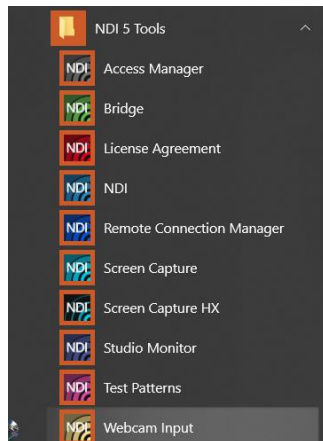 NDI 5 Tools
NDI Access Manager
NDI Bridge
NDI License Agreement
NDI NDI
NDI Remote Connection Manager
NDI Screen Capture
NDI Screen Capture HX
NDI Studio Monitor
NDI Test Patterns
NDI Webcam Input